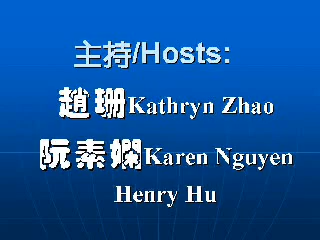 主持/Hosts:
趙珊Kathryn Zhao
阮素嫻Karen Nguyen
Henry Hu